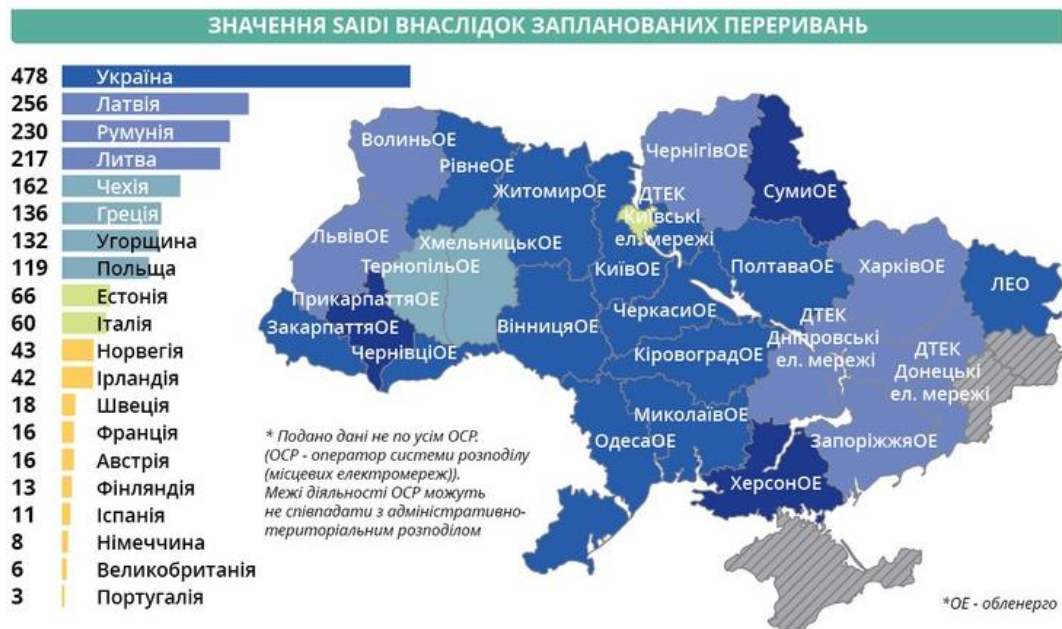 ЗНАЧЕННЯ SAIDI ВНАСЛІДОК ЗАПЛАНОВАНИХ ПЕРЕРИВАНЬ
478 Україна
256 Латвія
230 Румунія
217 Литва
162 Чехія
136 Греція
132 Угорщина
119 Польща
66 Естонія
60 Італія
43 Норвегія
42 Ірландія
18 Швеція
16 Франція
16 Австрія
13 Фінляндія
11 Іспанія
8 Німеччина
6 Великобританія
3 Португалія
ВолиньОЕ
РівнеОЕ
ЖитомирОЕ
ЧернігівОЕ
СумиОЕ
ДТЕК
Київські
ел. мережі
ЛьвівОЕ
ХмельницькОЕ
ТернопільОЕ
КиївОЕ
ПолтаваОЕ
ХарківОЕ
ЛЕО
ПрикарпаттяОЕ
ЗакарпаттяОЕ
ЧернівціОЕ
ВінницяОЕ
ЧеркасиОЕ
КіровоградОЕ
ДТЕК
Дніпровські
ел. мережі
ДТЕК
Донецькі
ел. мережі
МиколаївОЕ
ОдесаОЕ
ЗапоріжжяОЕ
ХерсонОЕ
* Подано дані не по усім ОСР.
(ОСР - оператор системи розподілу
(місцевих електромереж)).
Межі діяльності ОСР можуть
не співпадати з адміністративно-
територіальним розподілом
*ОЕ - обленерго